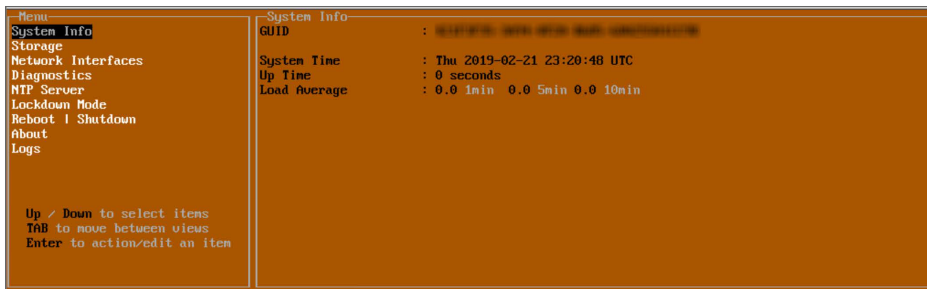 Menu
System Info
Storage
Network Interfaces
Diagnostics
NTP Server
Lockdown Mode
Reboot | Shutdown
About
Logs
Up / Down to select items
TAB to move between views
Enter to action/edit an item
System Info
GUID :
System Time : Thu 2019-02-21 23:20:48 UTC
Up Time : 0 seconds
Load Average : 0.0 1min 0.0 5min 0.0 10min